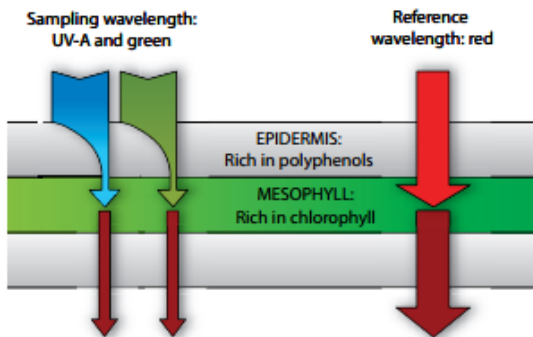 Sampling wavelength:
UV-A and green
Reference
wavelength: red
EPIDERMIS:
Rich in polyphenols
MESOPHYLL:
Rich in chlorophyll